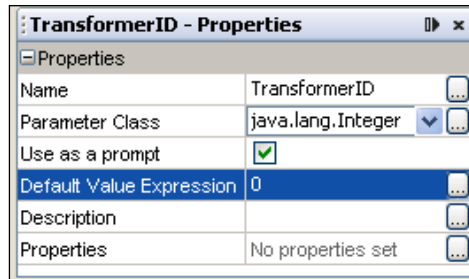 TransformerID - Properties
Properties
Name TransformerID ...
Parameter Class java.lang.Integer ...
Use as a prompt
Default Value Expression 0 ...
Description ...
Properties No properties set ...